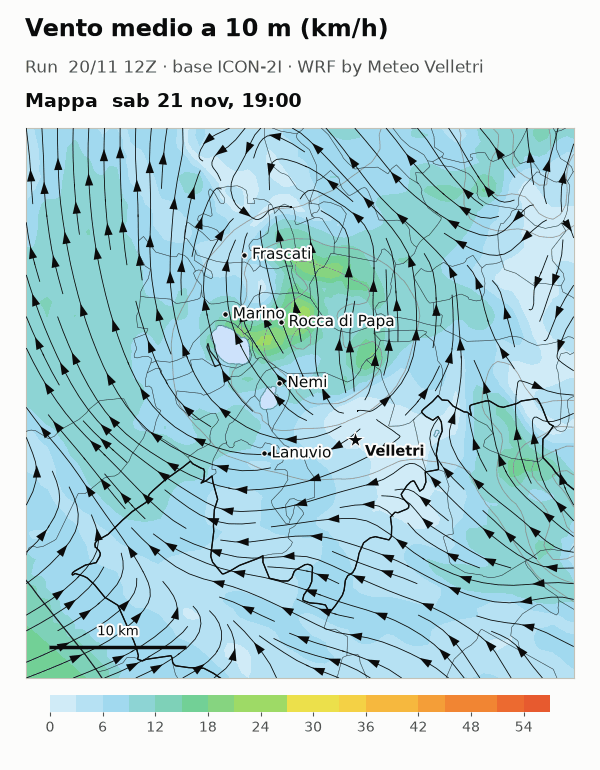 Vento medio a 10 m (km/h)
Run  20/11 12Z · base ICON-2I · WRF by Meteo Velletri
Mappa  sab 21 nov, 19:00
Frascati
Marino
Rocca di Papa
Nemi
Lanuvio
Velletri
10 km
0 6 12 18 24 30 36 42 48 54